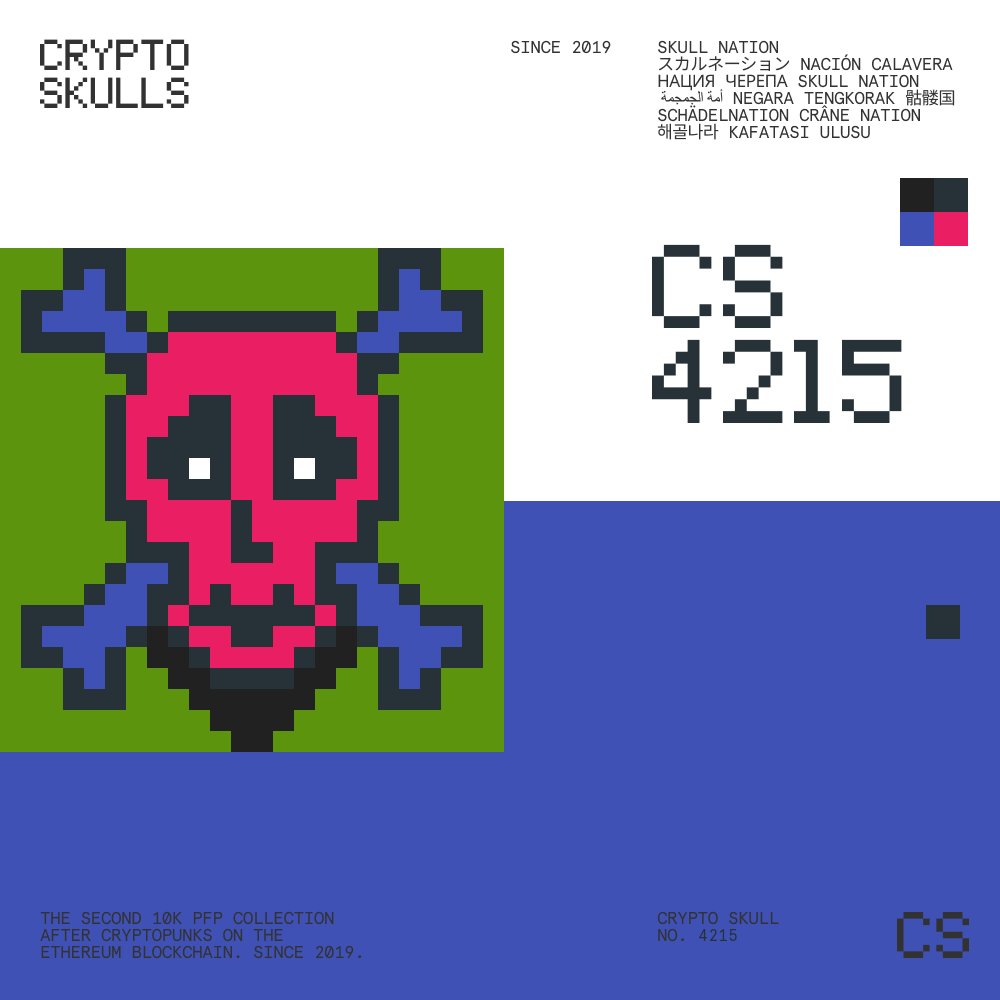 CRYPTO
SKULLS
SINCE 2019
SKULL NATION
スカルネーション NACIÓN CALAVERA
НАЦИЯ ЧЕРЕПА SKULL NATION
أمة الجمجمة NEGARA TENGKORAK 骷髅国
SCHÄDELNATION CRÂNE NATION
해골나라 KAFATASI ULUSU
CS
4215
THE SECOND 10K PFP COLLECTION
AFTER CRYPTOPUNKS ON THE
ETHEREUM BLOCKCHAIN. SINCE 2019.
CRYPTO SKULL
NO. 4215
CS